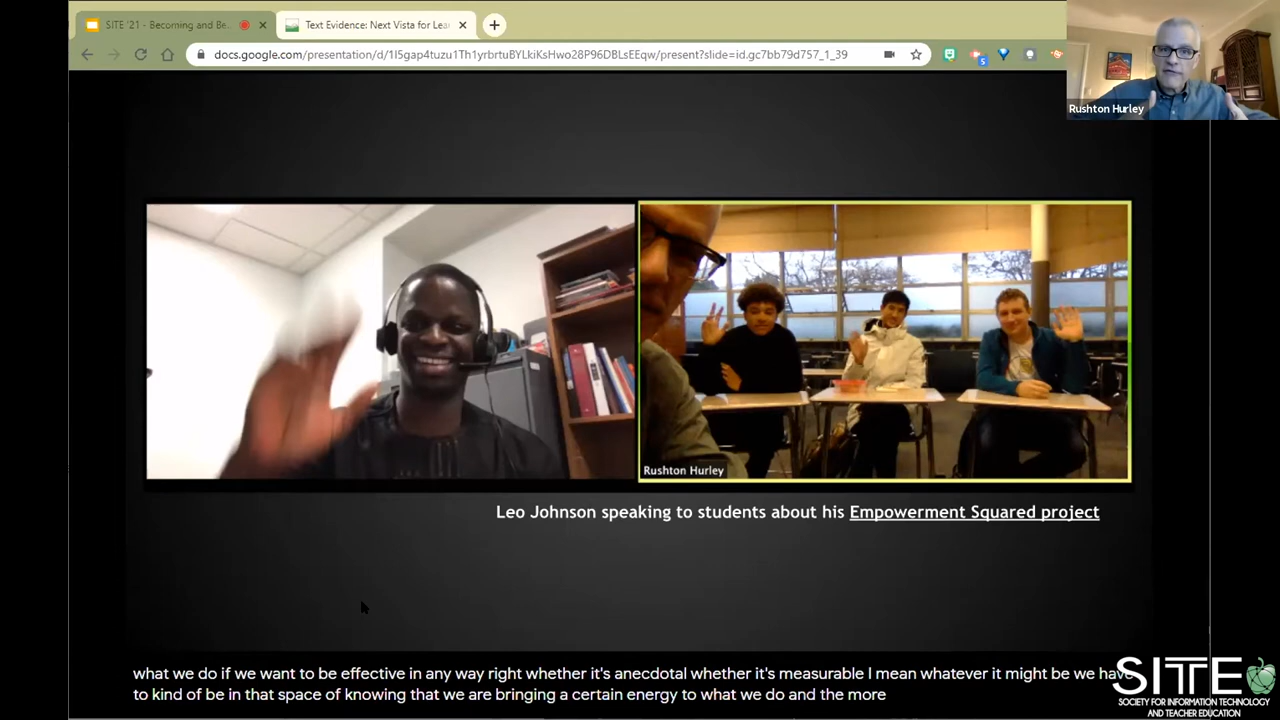 SITE '21 - Becoming and Be
Text Evidence: Next Vista for Lea
docs.google.com/presentation/d/1I5gap4tuzu1Th1yrbrtuBYLkiKsHwo28P96DBLsEEqw/present?slide=id.gc7bb79d757_1_39
5
Rushton Hurley
Rushton Hurley
Leo Johnson speaking to students about his Empowerment Squared project
what we do if we want to be effective in any way right whether it's anecdotal whether it's measurable I mean whatever it might be we have
to kind of be in that space of knowing that we are bringing a certain energy to what we do and the more
SITE
SOCIETY FOR INFORMATION TECHNOLOGY
AND TEACHER EDUCATION